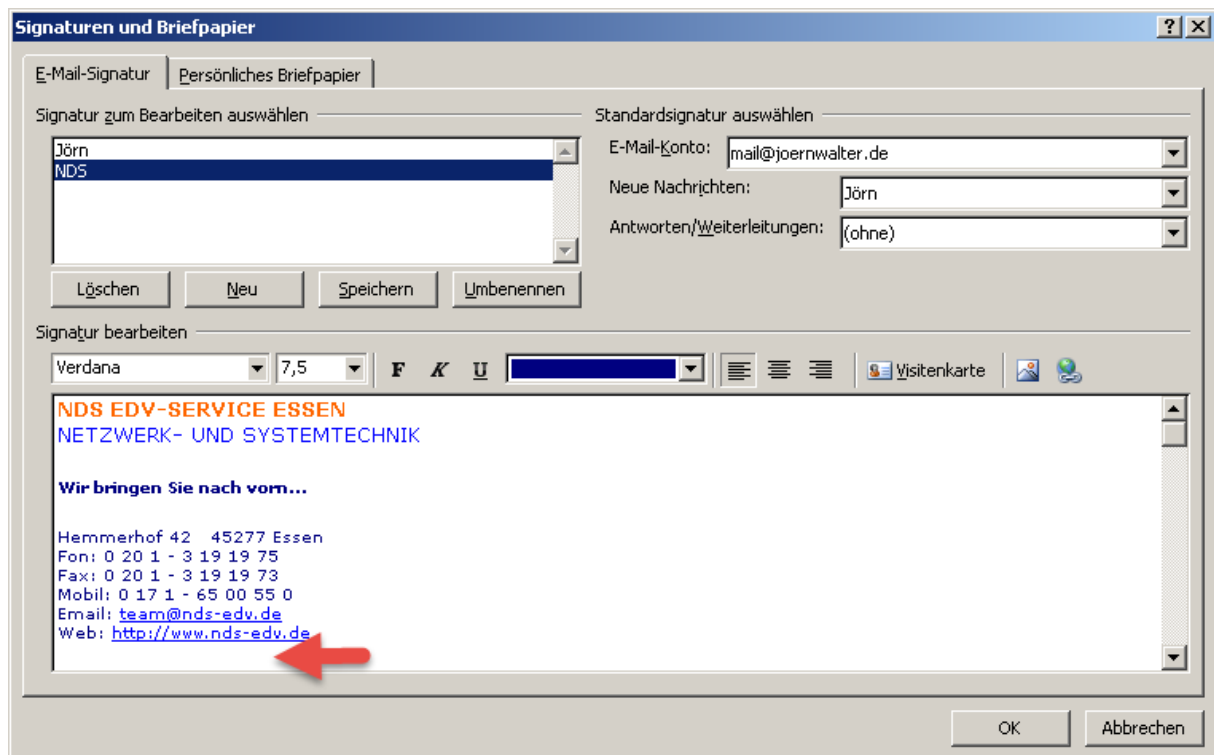 Signaturen und Briefpapier
E-Mail-Signatur
Persönliches Briefpapier
Signatur zum Bearbeiten auswählen
Jörn
NDS
Löschen
Neu
Speichern
Umbenennen
Standardsignatur auswählen
E-Mail-Konto: mail@joernwalter.de
Neue Nachrichten: Jörn
Antworten/Weiterleitungen: (ohne)
Signatur bearbeiten
Verdana 7,5 F K U Visitenkarte
NDS EDV-SERVICE ESSEN
NETZWERK- UND SYSTEMTECHNIK
Wir bringen Sie nach vorn...
Hemmerhof 42 45277 Essen
Fon: 0 20 1 - 3 19 19 75
Fax: 0 20 1 - 3 19 19 73
Mobil: 0 17 1 - 65 00 55 0
Email: team@nds-edv.de
Web: http://www.nds-edv.de
OK
Abbrechen